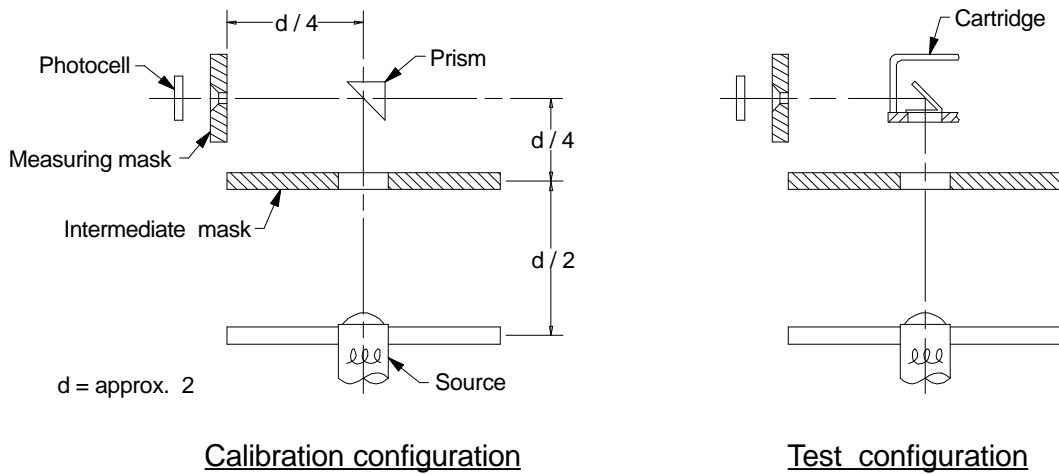 d / 4
Cartridge
Photocell
Prism
d / 4
Measuring mask
Intermediate mask
d / 2
d = approx. 2
Source
Calibration configuration
Test configuration